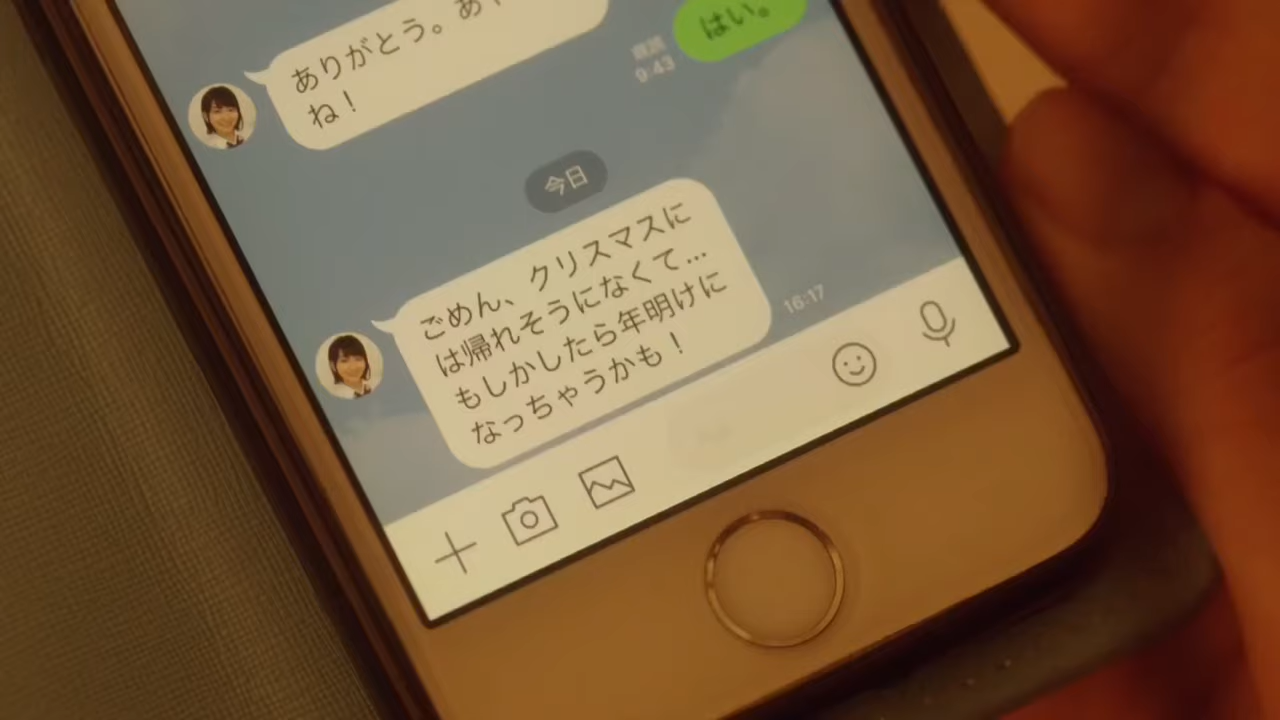 ありがとう。あ
ね！
はい。
既読
9:43
今日
ごめん、クリスマスに
は帰れそうになくて…
もしかしたら年明けに
なっちゃうかも！
16:17